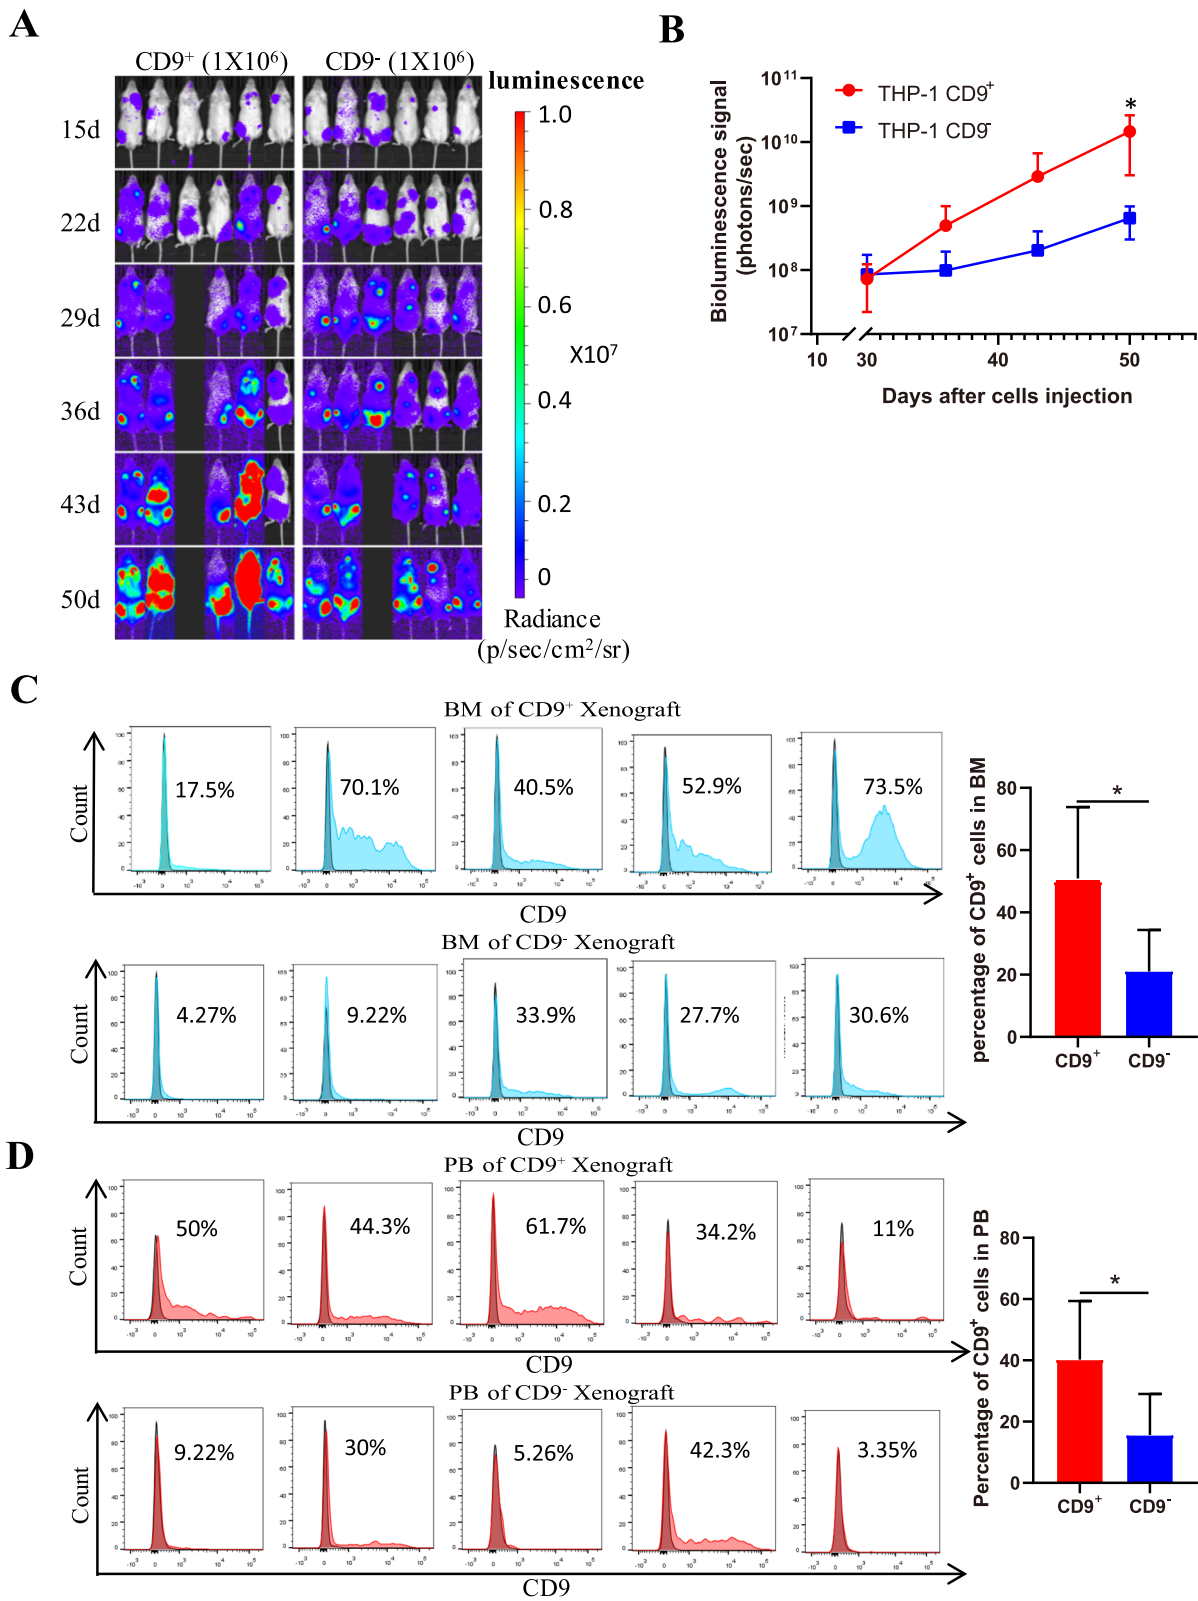 A
CD9⁺ (1X10⁶)
CD9⁻ (1X10⁶)
luminescence
15d
22d
29d
36d
43d
50d
1.0
0.8
0.6
X10⁷
0.4
0.2
0
Radiance
(p/sec/cm²/sr)
B
Bioluminescence signal
(photons/sec)
10¹¹
10¹⁰
10⁹
10⁸
10⁷
THP-1 CD9⁺
THP-1 CD9⁻
*
10 30 40 50
Days after cells injection
C
BM of CD9⁺ Xenograft
Count
17.5%
70.1%
40.5%
52.9%
73.5%
CD9
BM of CD9⁻ Xenograft
Count
4.27%
9.22%
33.9%
27.7%
30.6%
CD9
percentage of CD9⁺ cells in BM
80
60
40
20
0
*
CD9⁺ CD9⁻
D
PB of CD9⁺ Xenograft
Count
50%
44.3%
61.7%
34.2%
11%
CD9
PB of CD9⁻ Xenograft
Count
9.22%
30%
5.26%
42.3%
3.35%
CD9
Percentage of CD9⁺ cells in PB
80
60
40
20
0
*
CD9⁺ CD9⁻